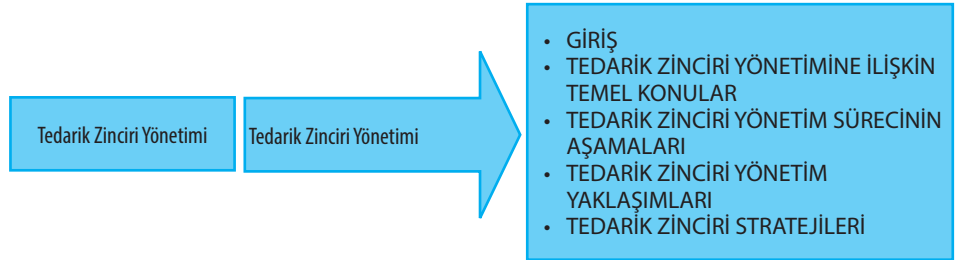 Tedarik Zinciri Yönetimi
Tedarik Zinciri Yönetimi
• GİRİŞ
• TEDARİK ZİNCİRİ YÖNETİMİNE İLİŞKİN
TEMEL KONULAR
• TEDARİK ZİNCİRİ YÖNETİM SÜRECİNİN
AŞAMALARI
• TEDARİK ZİNCİRİ YÖNETİM
YAKLAŞIMLARI
• TEDARİK ZİNCİRİ STRATEJİLERİ